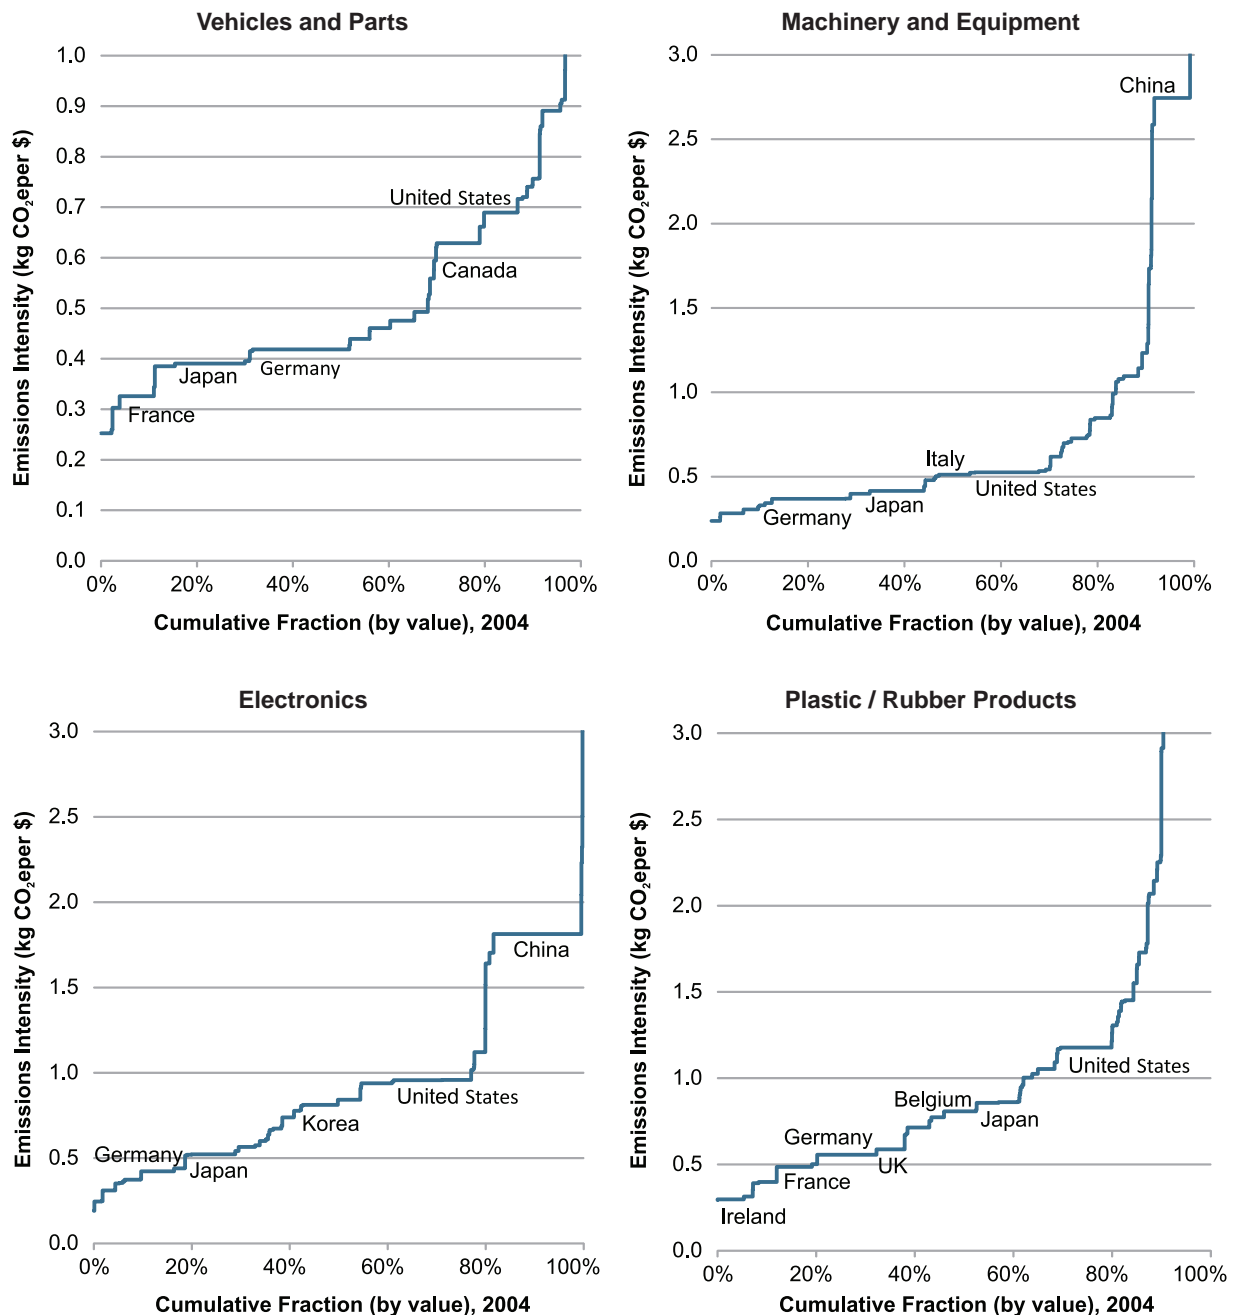 Vehicles and Parts
Emissions Intensity (kg CO₂eper $)
1.0
0.9
0.8
0.7
0.6
0.5
0.4
0.3
0.2
0.1
0.0
United States
Canada
Japan
Germany
France
0% 20% 40% 60% 80% 100%
Cumulative Fraction (by value), 2004
Machinery and Equipment
Emissions Intensity (kg CO₂eper $)
3.0
2.5
2.0
1.5
1.0
0.5
0.0
China
Italy
United States
Germany
Japan
0% 20% 40% 60% 80% 100%
Cumulative Fraction (by value), 2004
Electronics
Emissions Intensity (kg CO₂eper $)
3.0
2.5
2.0
1.5
1.0
0.5
0.0
China
United States
Korea
Germany
Japan
0% 20% 40% 60% 80% 100%
Cumulative Fraction (by value), 2004
Plastic / Rubber Products
Emissions Intensity (kg CO₂eper $)
3.0
2.5
2.0
1.5
1.0
0.5
0.0
United States
Belgium
Japan
Germany
UK
France
Ireland
0% 20% 40% 60% 80% 100%
Cumulative Fraction (by value), 2004